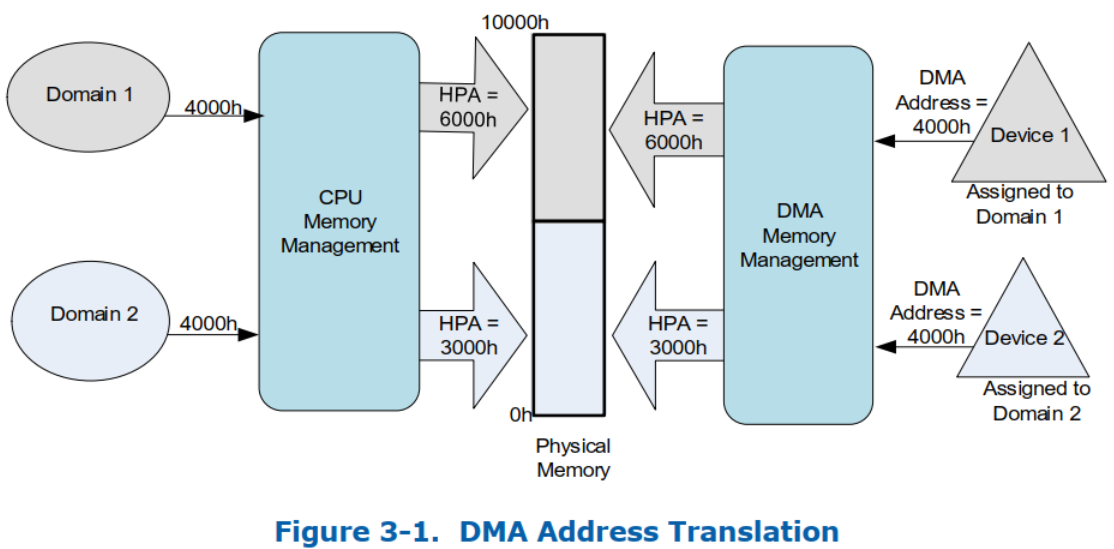 10000h
Domain 1
4000h
CPU
Memory
Management
HPA =
6000h
HPA =
6000h
DMA
Memory
Management
DMA
Address =
4000h
Device 1
Assigned to
Domain 1
Domain 2
4000h
HPA =
3000h
HPA =
3000h
DMA
Address =
4000h
Device 2
Assigned to
Domain 2
0h
Physical
Memory
Figure 3-1. DMA Address Translation